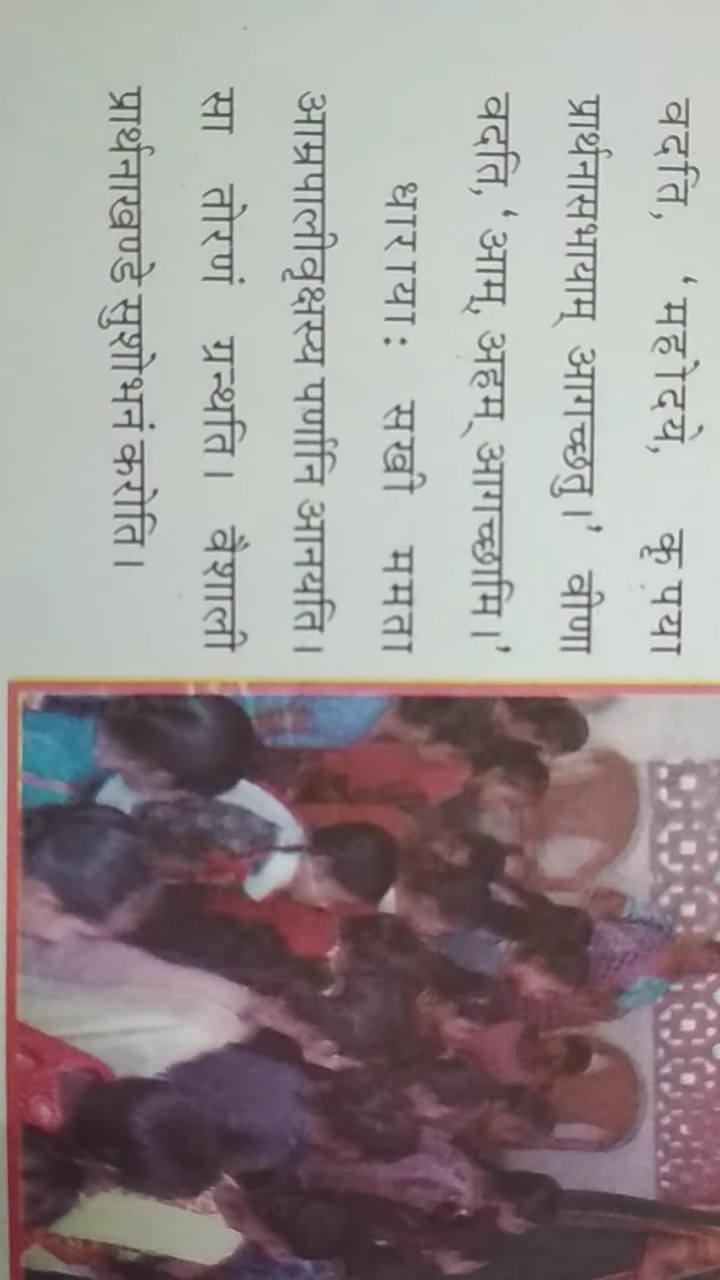 वदति, ‘महोदये, कृपया
प्रार्थनासभायाम् आगच्छतु।’ वीणा
वदति, ‘आम्, अहम् आगच्छामि।’
धारायाः सखी ममता
आम्रपालीवृक्षस्य पर्णानि आनयति।
सा तोरणं ग्रन्थति। वैशाली
प्रार्थनाखण्डे सुशोभनं करोति।